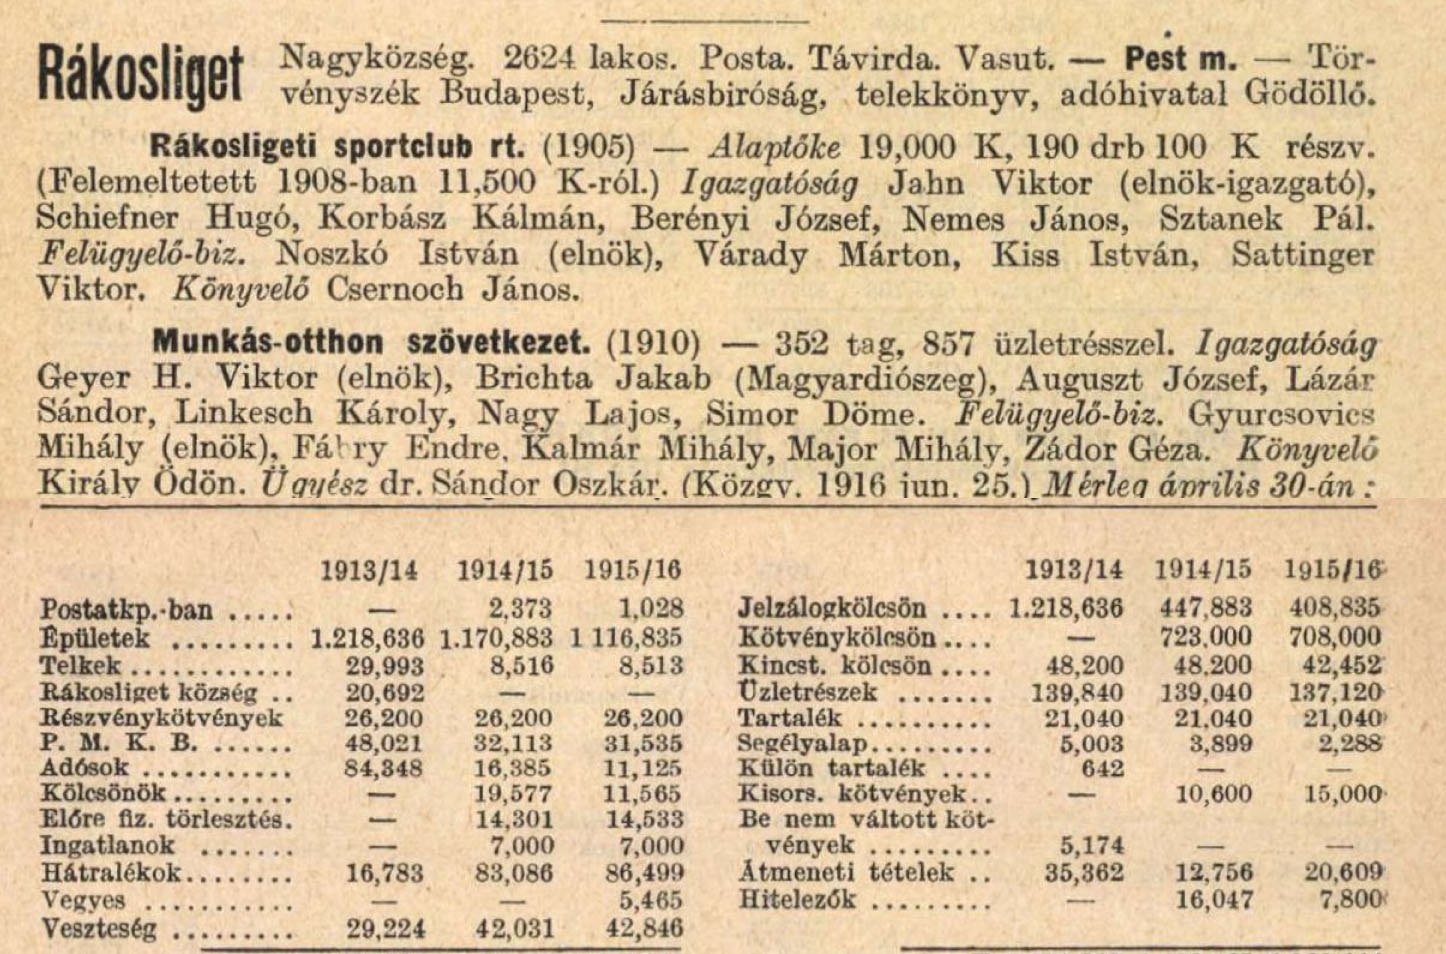 Rákosliget Nagyközség. 2624 lakos. Posta. Távirda. Vasut. — Pest m. — Tör-
vényszék Budapest, Járásbiróság, telekkönyv, adóhivatal Gödöllő.
Rákosligeti sportclub rt. (1905) — Alaptőke 19,000 K, 190 drb 100 K részv.
(Felemeltetett 1908-ban 11,500 K-ról.) Igazgatóság Jahn Viktor (elnök-igazgató),
Schiefner Hugó, Korbász Kálmán, Berényi József, Nemes János, Sztanek Pál.
Felügyelő-biz. Noszkó István (elnök), Várady Márton, Kiss István, Sattinger
Viktor. Könyvelő Csernoch János.
Munkás-otthon szövetkezet. (1910) — 352 tag, 857 üzletrésszel. Igazgatóság
Geyer H. Viktor (elnök), Brichta Jakab (Magyardiószeg), Auguszt József, Lázár
Sándor, Linkesch Károly, Nagy Lajos, Simor Döme. Felügyelő-biz. Gyurcsovics
Mihály (elnök), Fábry Endre, Kalmár Mihály, Major Mihály, Zádor Géza. Könyvelő
Király Ödön. Ügyész dr. Sándor Oszkár. (Közgy. 1916 jun. 25.) Mérleg április 30-án :
1913/14 1914/15 1915/16
Postatkp.-ban ..... — 2,373 1,028
Épületek ......... 1.218,636 1.170,883 1 116,835
Telkek ............ 29,993 8,516 8,513
Rákosliget község .. 20,692 — —
Részvénykötvények 26,200 26,200 26,200
P. M. K. B. ...... 48,021 32,113 31,535
Adósok ........... 84,348 16,385 11,125
Kölcsönök ......... — 19,577 11,565
Előre fiz. törlesztés. — 14,301 14,533
Ingatlanok ....... — 7,000 7,000
Hátralékok ........ 16,783 83,086 86,499
Vegyes ........... — — 5,465
Veszteség ......... 29,224 42,031 42,846
1913/14 1914/15 1915/16
Jelzálogkölcsön .... 1.218,636 447,883 408,835
Kötvénykölcsön .... — 723,000 708,000
Kincst. kölcsön .... 48,200 48,200 42,452
Üzletrészek ....... 139,840 139,040 137,120
Tartalék .......... 21,040 21,040 21,040
Segélyalap ......... 5,003 3,899 2,288
Külön tartalék .... 642 — —
Kisors. kötvények.. — 10,600 15,000
Be nem váltott köt-
vények ......... 5,174 — —
Átmeneti tételek .. 35,362 12,756 20,609
Hitelezők ......... — 16,047 7,800